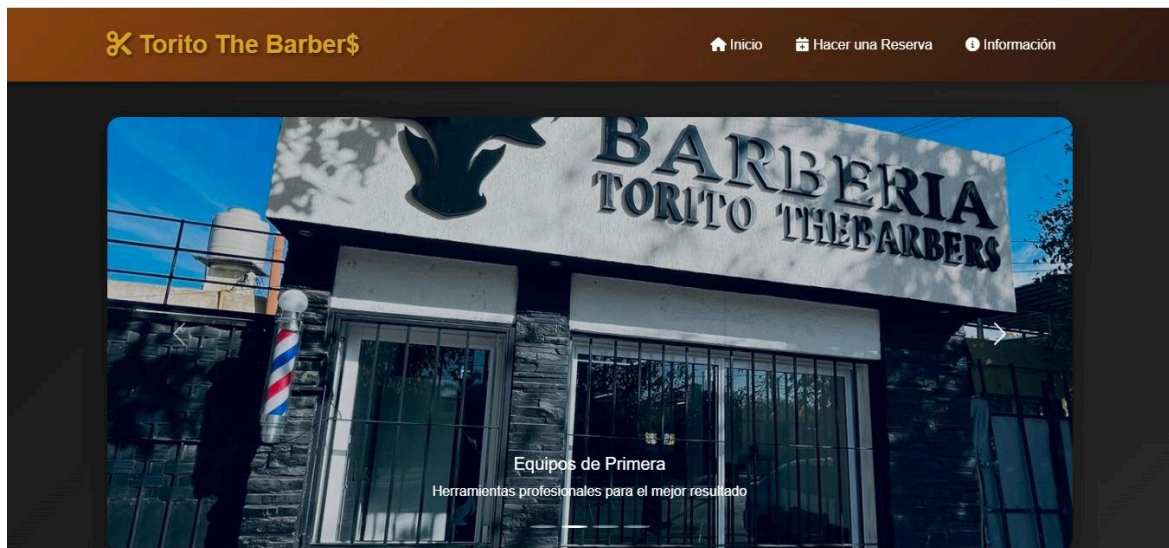 Torito The Barber$
Inicio
Hacer una Reserva
Información
BARBERIA
TORITO THEBARBER$
Equipos de Primera
Herramientas profesionales para el mejor resultado